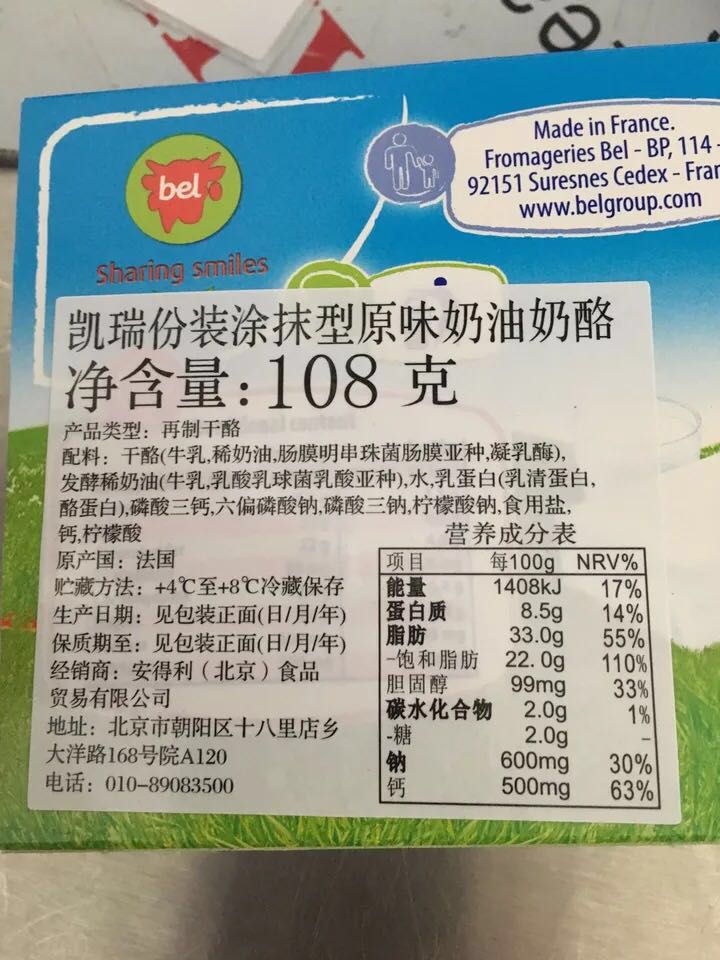 Made in France.
Fromageries Bel - BP, 114 -
92151 Suresnes Cedex -
www.belgroup.com
bel
Sharing smiles
凯瑞份装涂抹型原味奶油奶酪
净含量:108 克
产品类型：再制干酪
配料：干酪(牛乳,稀奶油,肠膜明串珠菌肠膜亚种,凝乳酶),
发酵稀奶油(牛乳,乳酸乳球菌乳酸亚种),水,乳蛋白(乳清蛋白,
酪蛋白),磷酸三钙,六偏磷酸钠,磷酸三钠,柠檬酸钠,食用盐,
钙,柠檬酸
原产国：法国
贮藏方法：+4℃至+8℃冷藏保存
生产日期：见包装正面(日/月/年)
保质期至：见包装正面(日/月/年)
经销商：安得利（北京）食品
贸易有限公司
地址：北京市朝阳区十八里店乡
大洋路168号院A120
电话：010-89083500
营养成分表
项目 每100g NRV%
能量 1408kJ 17%
蛋白质 8.5g 14%
脂肪 33.0g 55%
-饱和脂肪 22.0g 110%
胆固醇 99mg 33%
碳水化合物 2.0g 1%
-糖 2.0g -
钠 600mg 30%
钙 500mg 63%